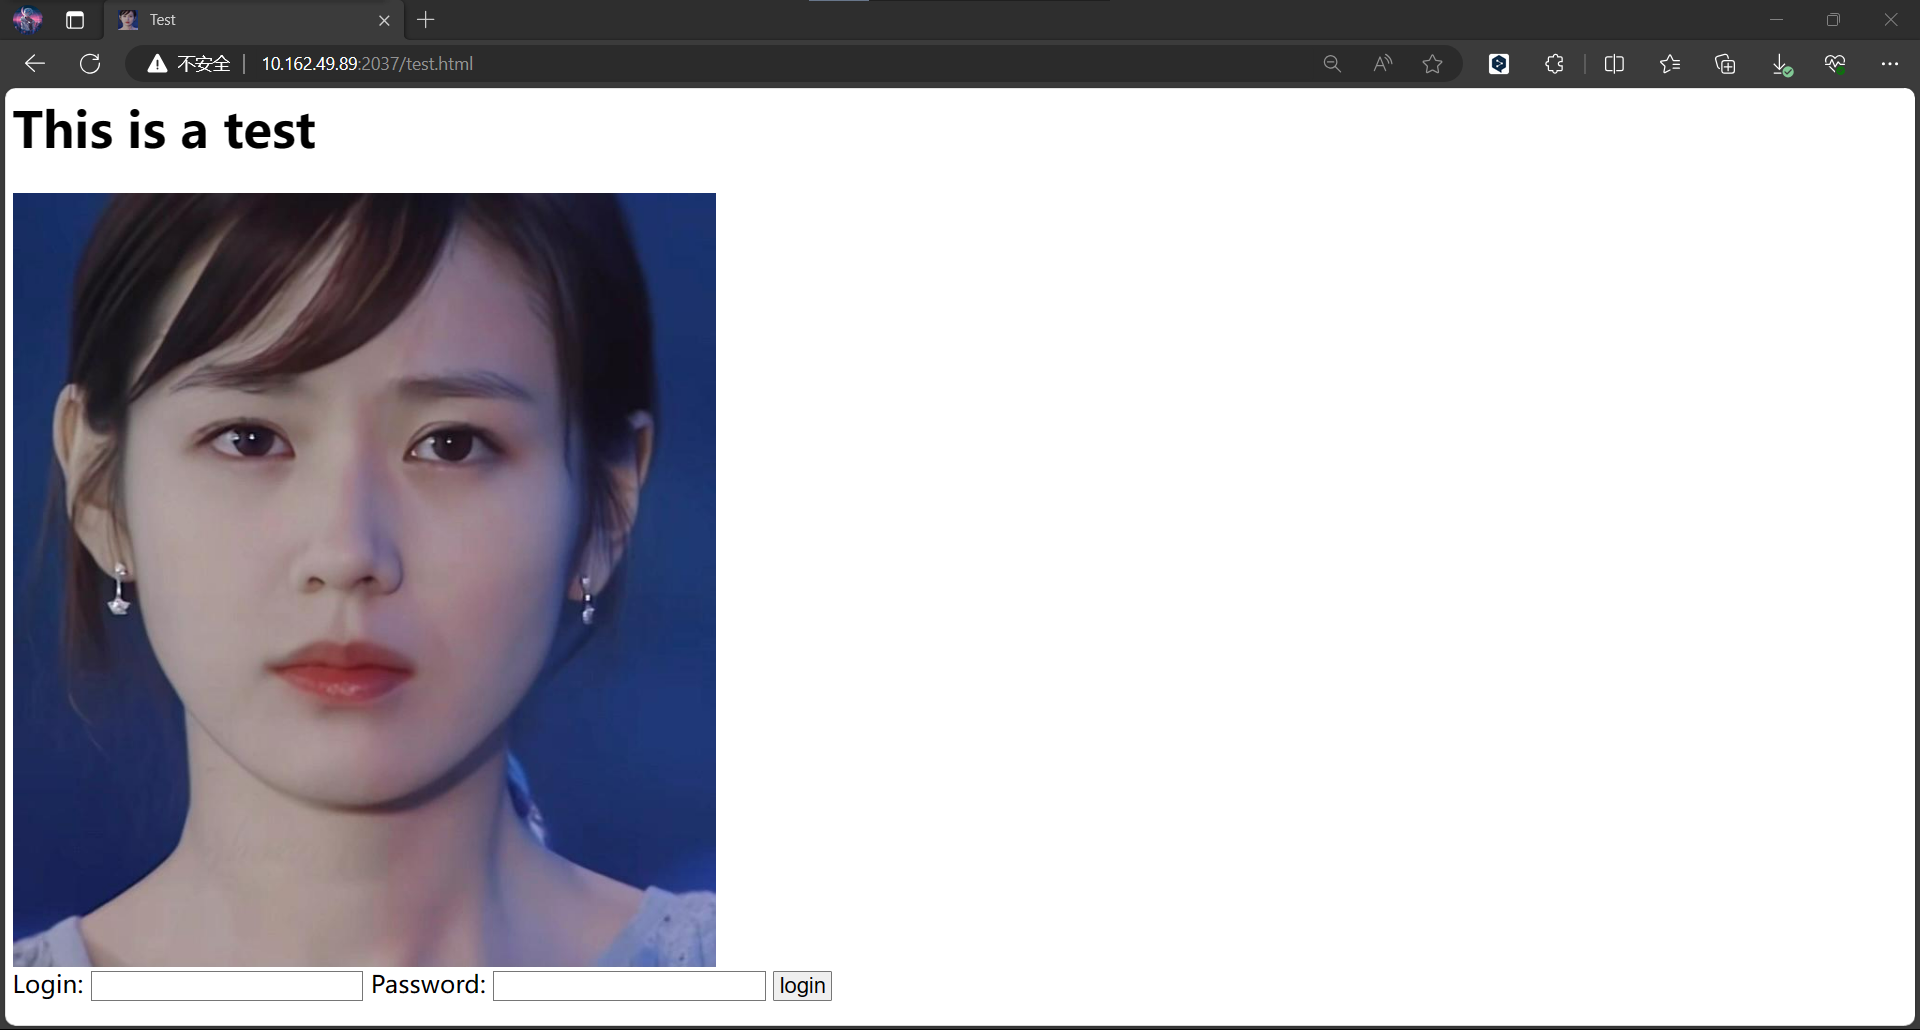 Test
不安全 10.162.49.89:2037/test.html
This is a test
Login: Password: login